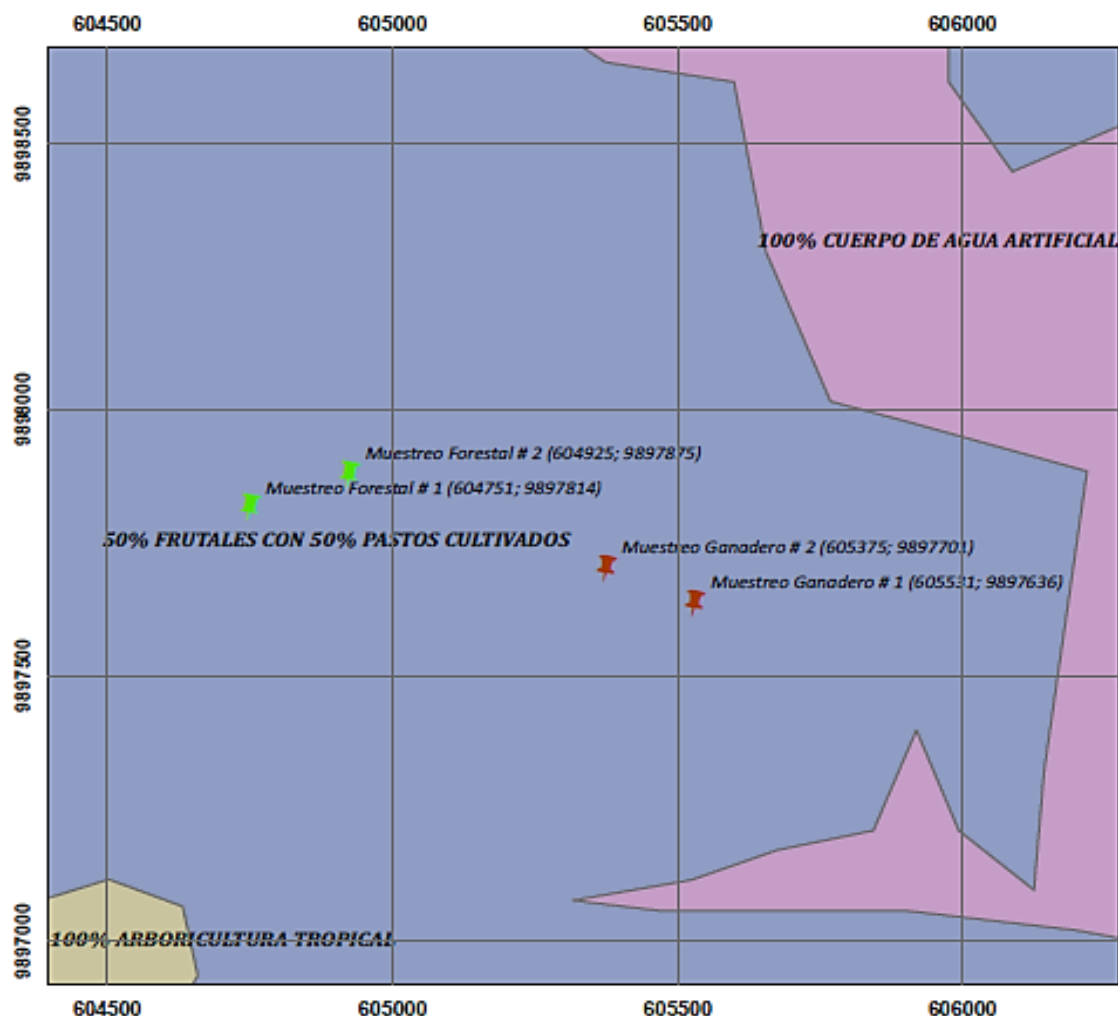 604500 605000 605500 606000
9898500
100% CUERPO DE AGUA ARTIFICIAL
9898000
Muestreo Forestal # 2 (604925; 9897875)
Muestreo Forestal # 1 (604751; 9897814)
50% FRUTALES CON 50% PASTOS CULTIVADOS
Muestreo Ganadero # 2 (605375; 9897701)
Muestreo Ganadero # 1 (605531; 9897636)
9897500
9897000
100% ARBORICULTURA TROPICAL
604500 605000 605500 606000